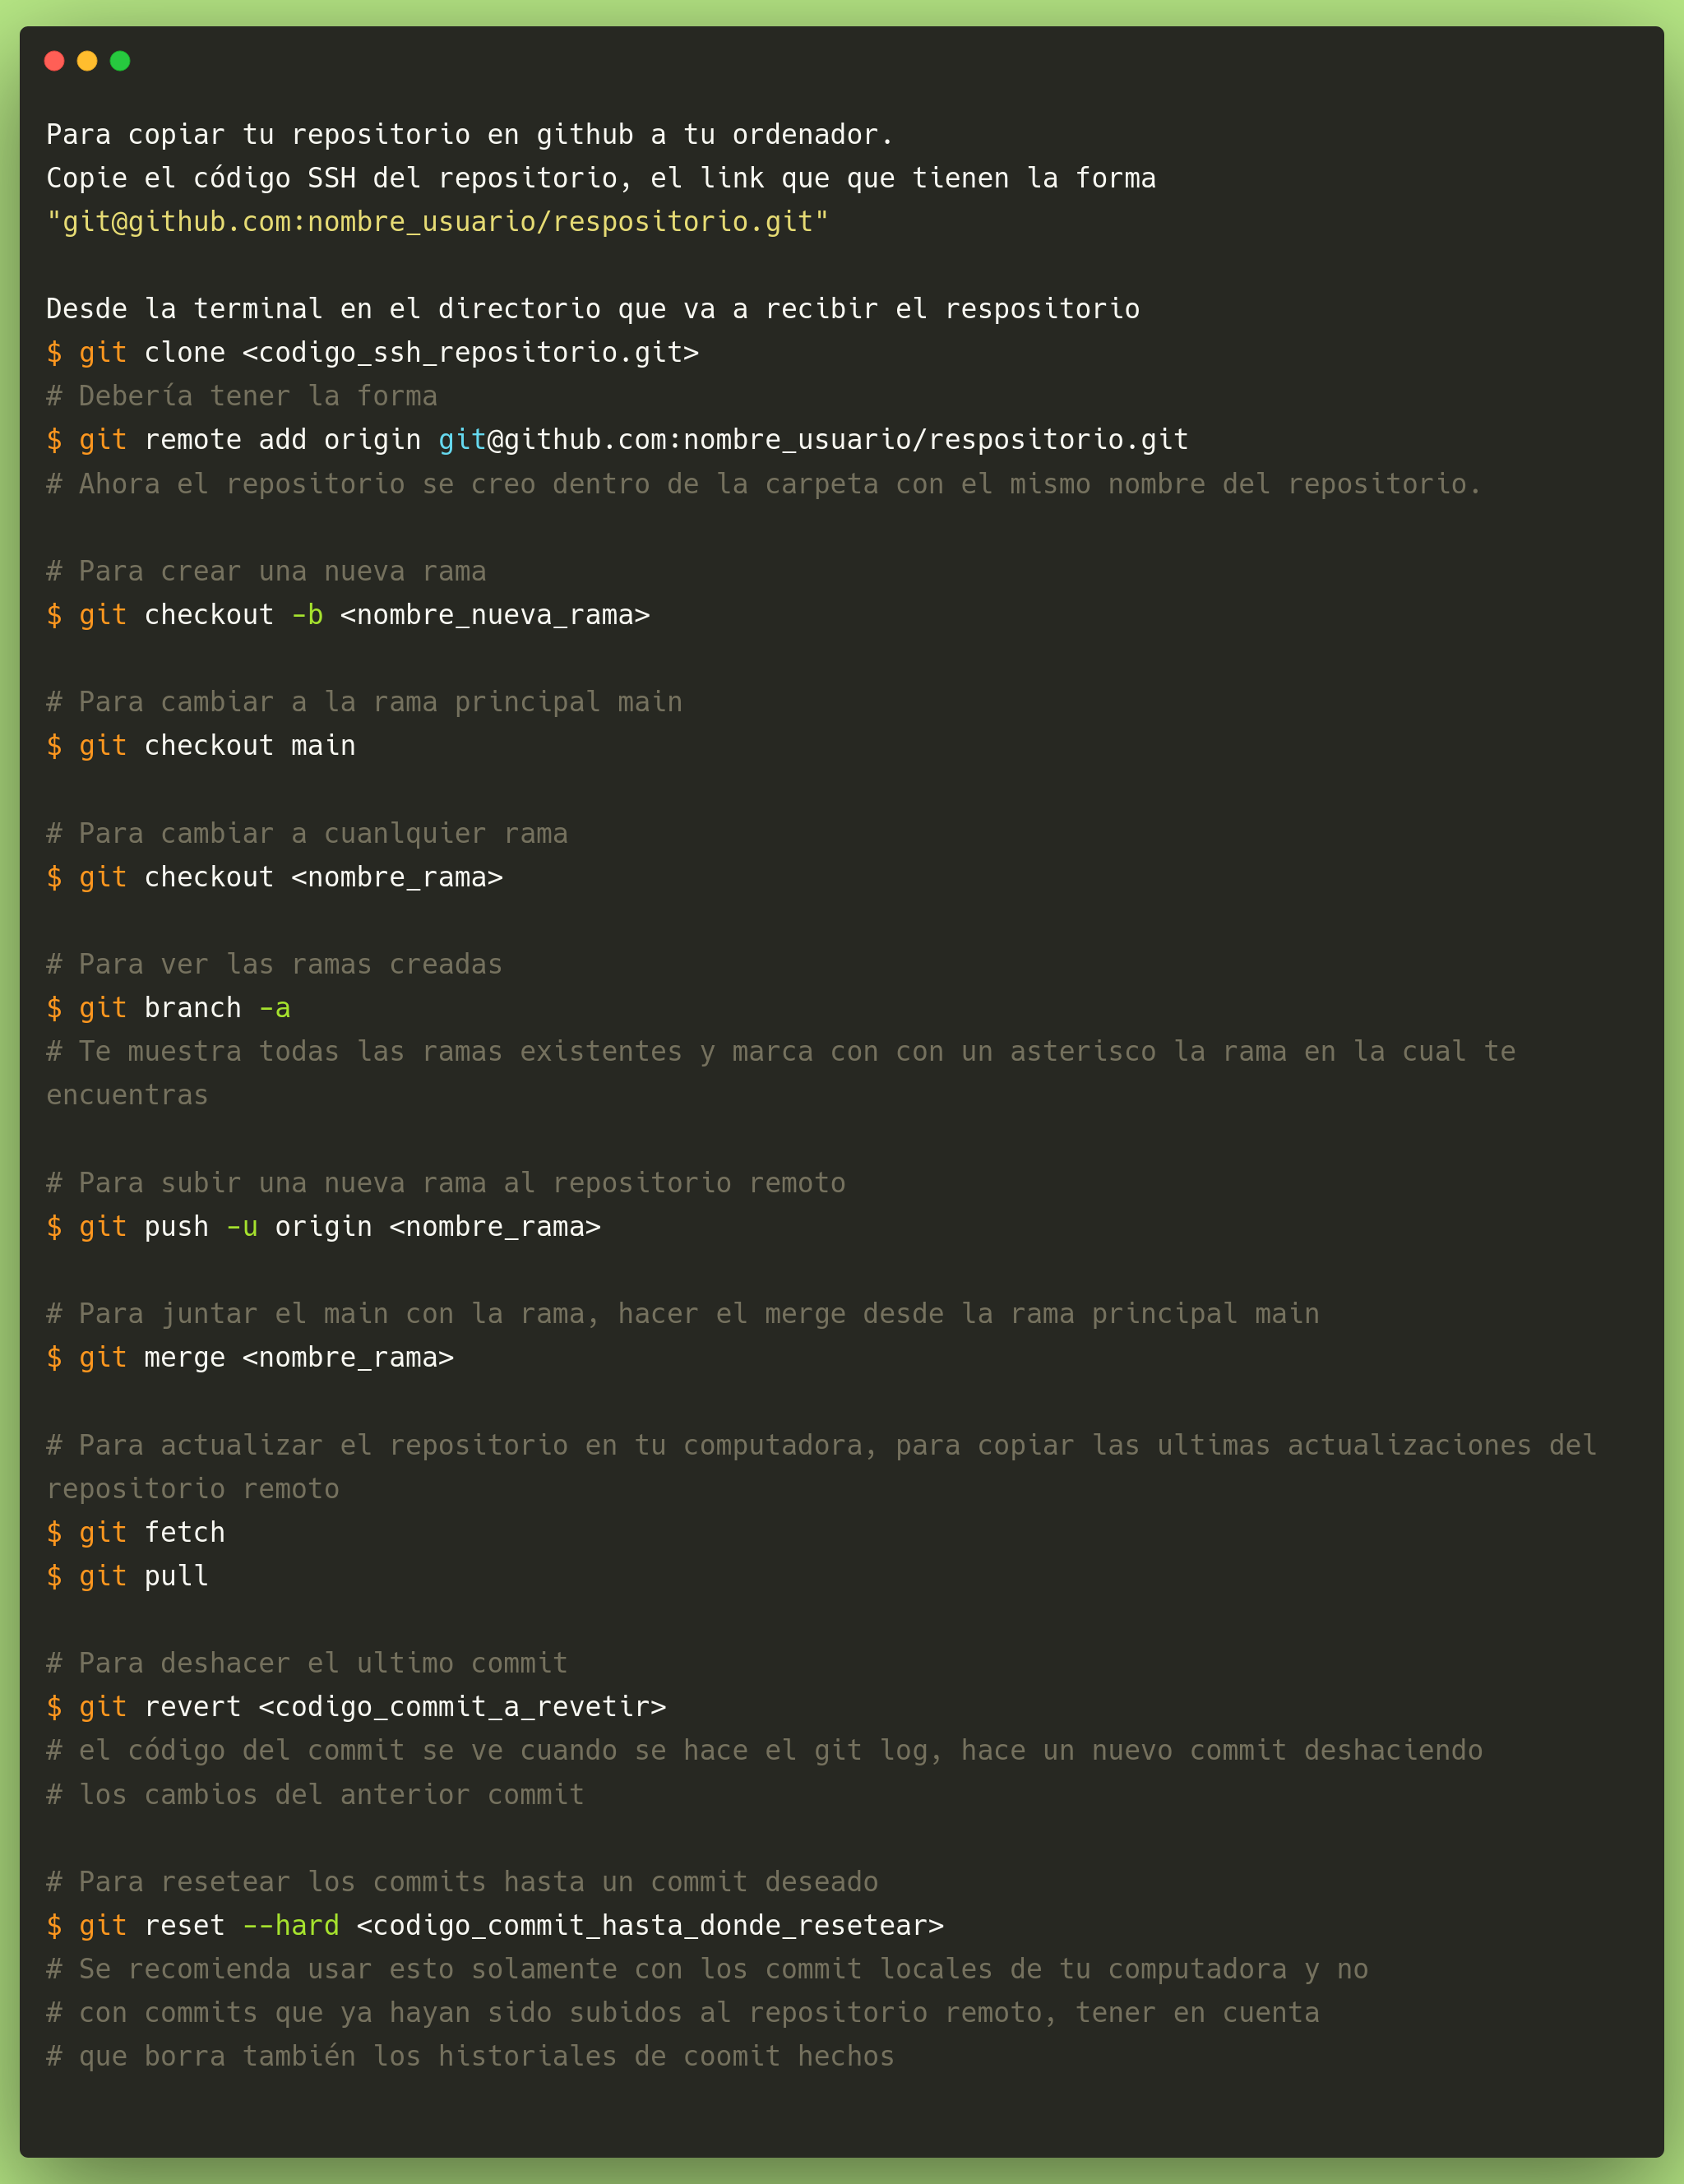 Para copiar tu repositorio en github a tu ordenador.
Copie el código SSH del repositorio, el link que que tienen la forma
"git@github.com:nombre_usuario/respositorio.git"
Desde la terminal en el directorio que va a recibir el respositorio
$ git clone <codigo_ssh_repositorio.git>
# Debería tener la forma
$ git remote add origin git@github.com:nombre_usuario/respositorio.git
# Ahora el repositorio se creo dentro de la carpeta con el mismo nombre del repositorio.
# Para crear una nueva rama
$ git checkout -b <nombre_nueva_rama>
# Para cambiar a la rama principal main
$ git checkout main
# Para cambiar a cuanlquier rama
$ git checkout <nombre_rama>
# Para ver las ramas creadas
$ git branch -a
# Te muestra todas las ramas existentes y marca con con un asterisco la rama en la cual te
encuentras
# Para subir una nueva rama al repositorio remoto
$ git push -u origin <nombre_rama>
# Para juntar el main con la rama, hacer el merge desde la rama principal main
$ git merge <nombre_rama>
# Para actualizar el repositorio en tu computadora, para copiar las ultimas actualizaciones del
repositorio remoto
$ git fetch
$ git pull
# Para deshacer el ultimo commit
$ git revert <codigo_commit_a_revetir>
# el código del commit se ve cuando se hace el git log, hace un nuevo commit deshaciendo
# los cambios del anterior commit
# Para resetear los commits hasta un commit deseado
$ git reset --hard <codigo_commit_hasta_donde_resetear>
# Se recomienda usar esto solamente con los commit locales de tu computadora y no
# con commits que ya hayan sido subidos al repositorio remoto, tener en cuenta
# que borra también los historiales de coomit hechos